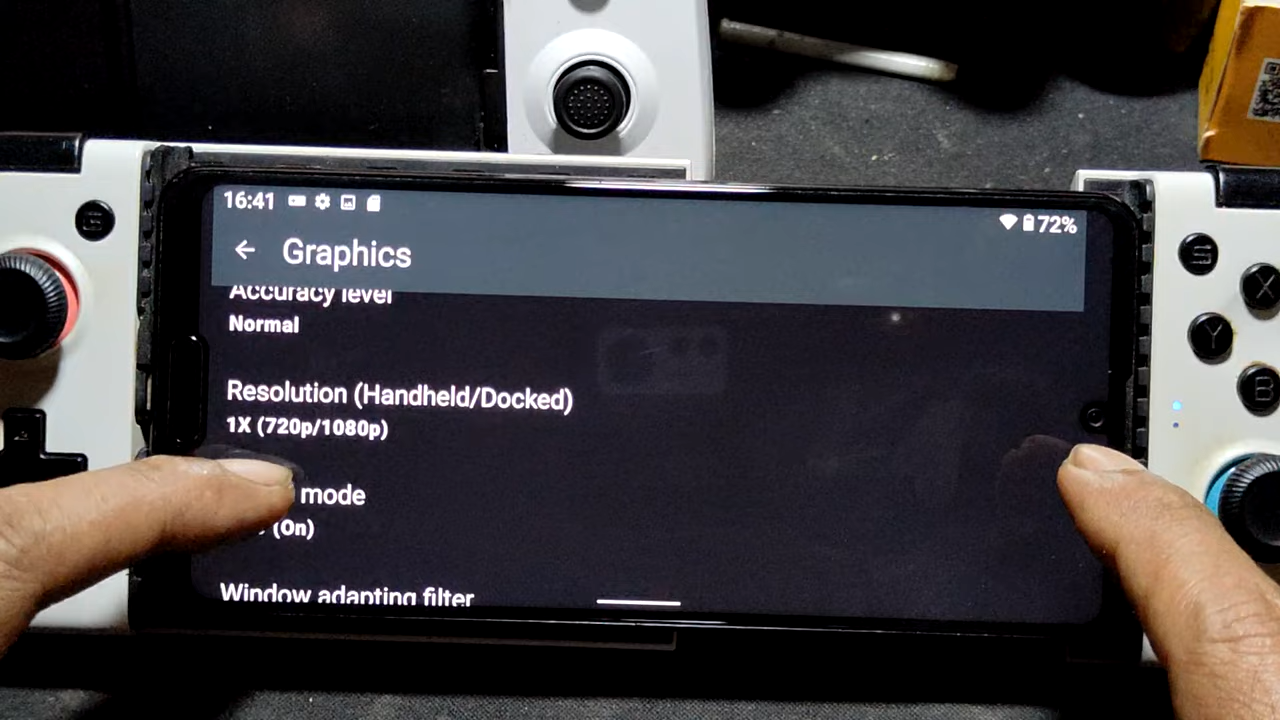 16:41
72%
Graphics
Accuracy level
Normal
Resolution (Handheld/Docked)
1X (720p/1080p)
mode
(On)
Window adapting filter
S
X
Y
B